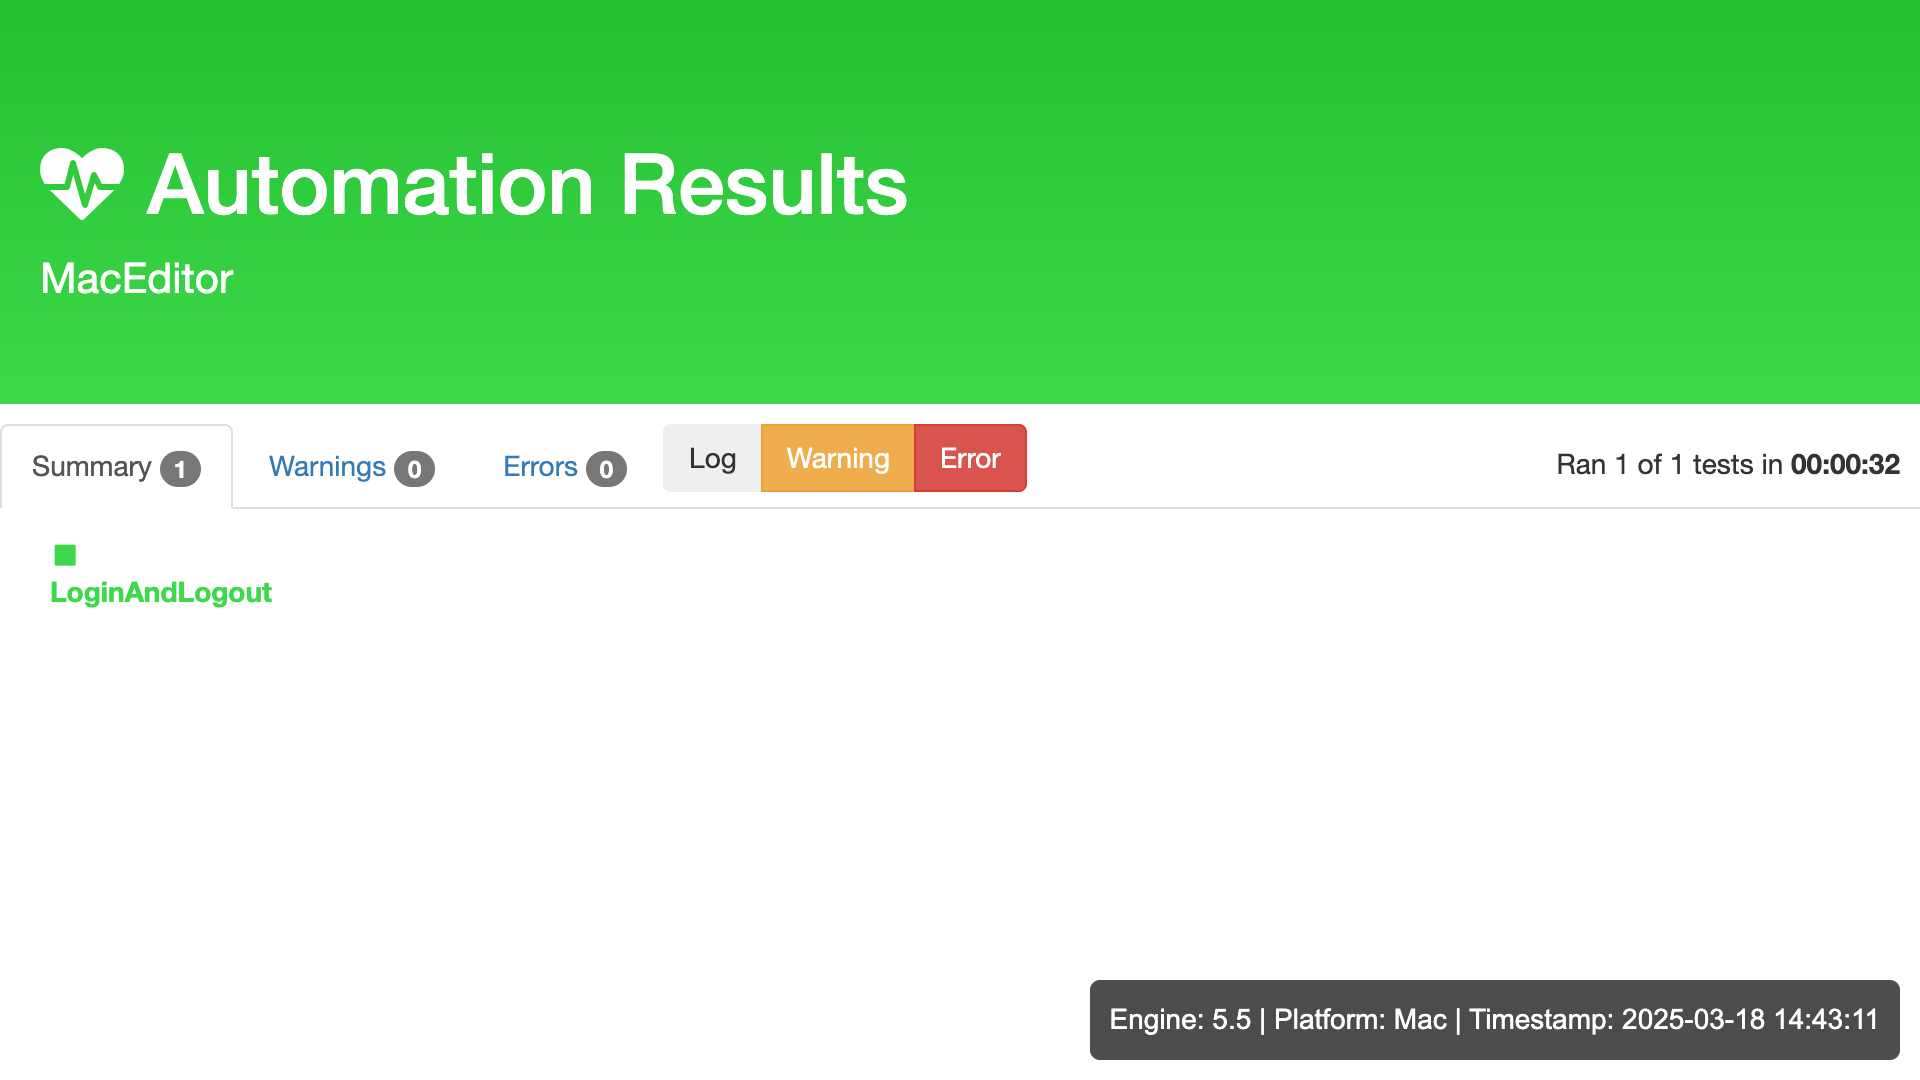 Automation Results
MacEditor
Summary 1 Warnings 0 Errors 0 Log Warning Error Ran 1 of 1 tests in 00:00:32
LoginAndLogout
Engine: 5.5 | Platform: Mac | Timestamp: 2025-03-18 14:43:11